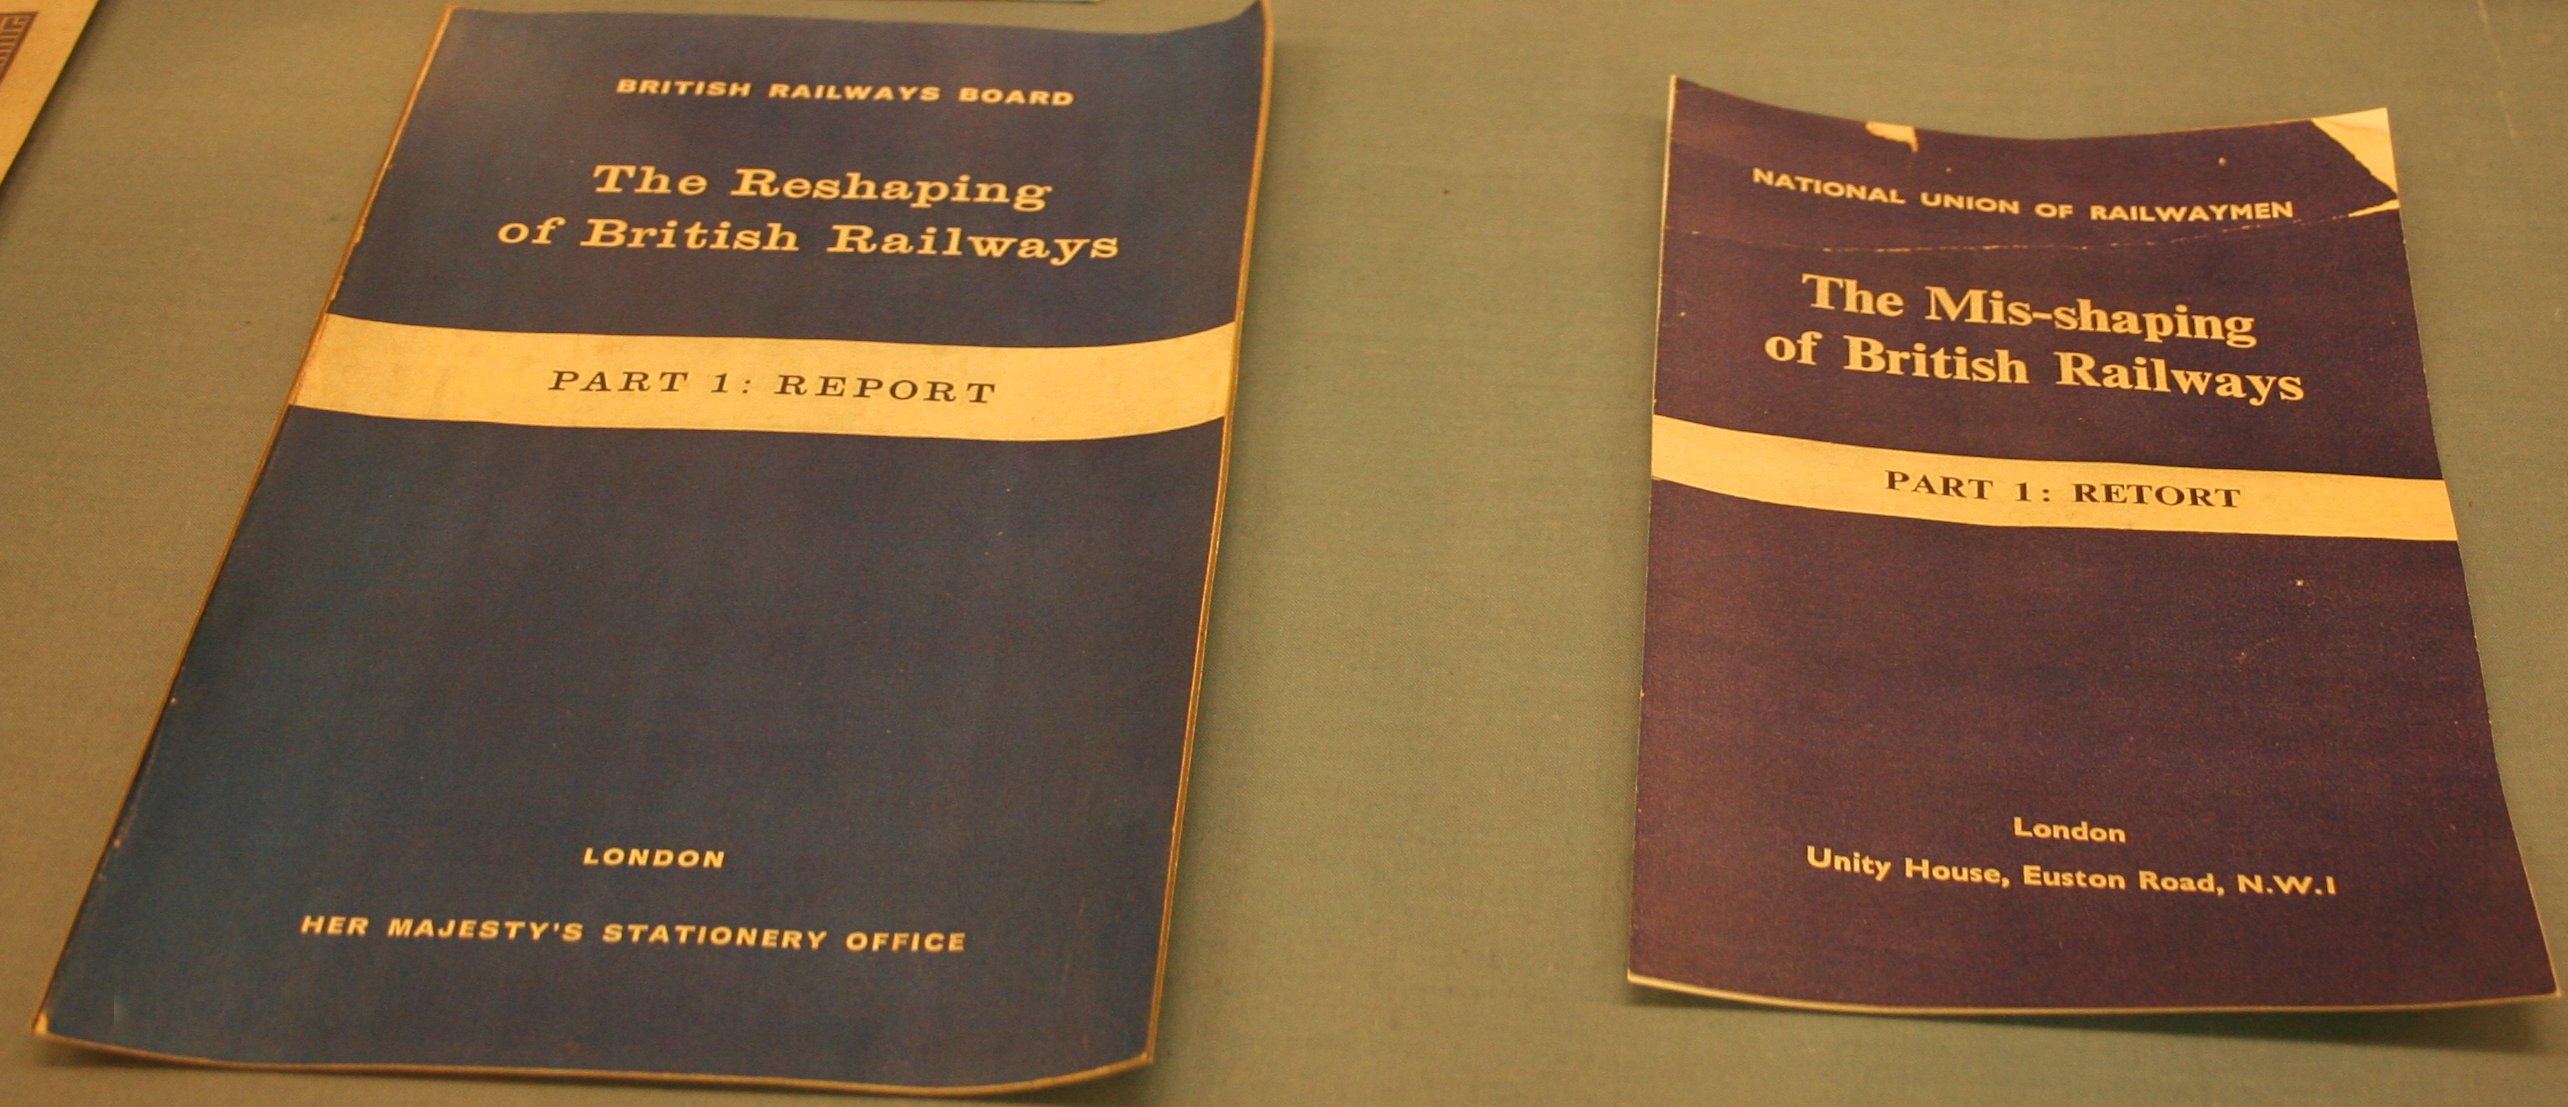 BRITISH RAILWAYS BOARD
The Reshaping
of British Railways
PART 1: REPORT
LONDON
HER MAJESTY'S STATIONERY OFFICE
NATIONAL UNION OF RAILWAYMEN
The Mis-shaping
of British Railways
PART 1: RETORT
London
Unity House, Euston Road, N.W.1